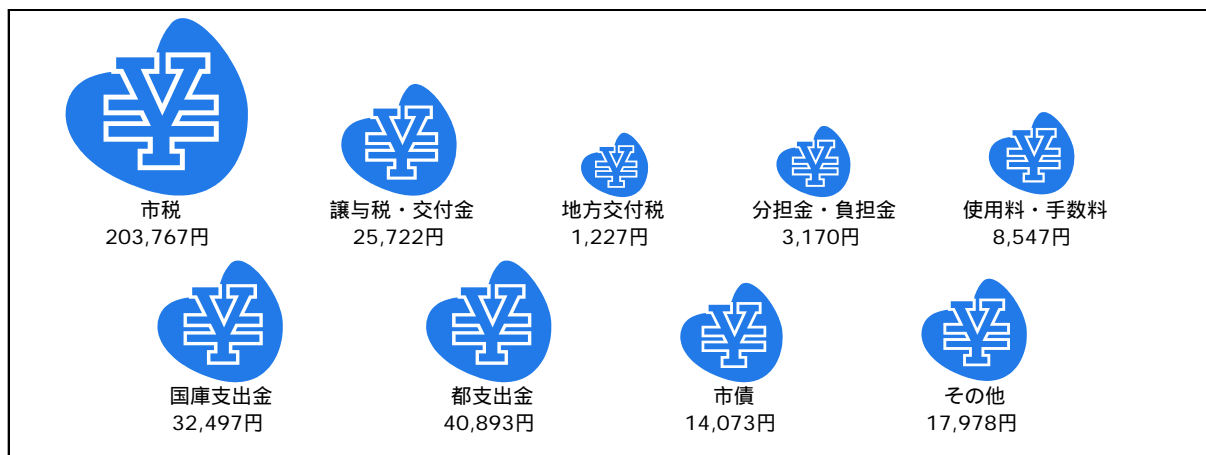 市税
203,767円
譲与税・交付金
25,722円
地方交付税
1,227円
分担金・負担金
3,170円
使用料・手数料
8,547円
国庫支出金
32,497円
都支出金
40,893円
市債
14,073円
その他
17,978円